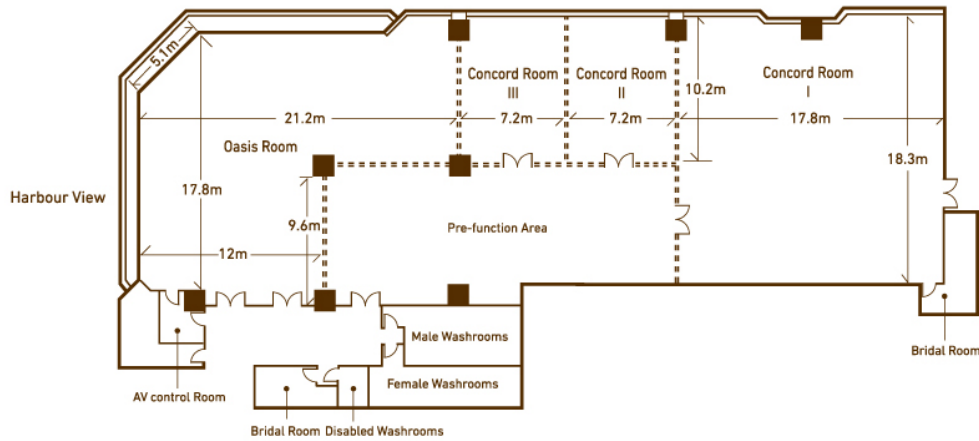 5.1m
Concord Room
III
Concord Room
II
Concord Room
I
10.2m
21.2m
7.2m
7.2m
17.8m
Oasis Room
18.3m
17.8m
Harbour View
9.6m
Pre-function Area
12m
Male Washrooms
Bridal Room
Female Washrooms
AV control Room
Bridal Room
Disabled Washrooms